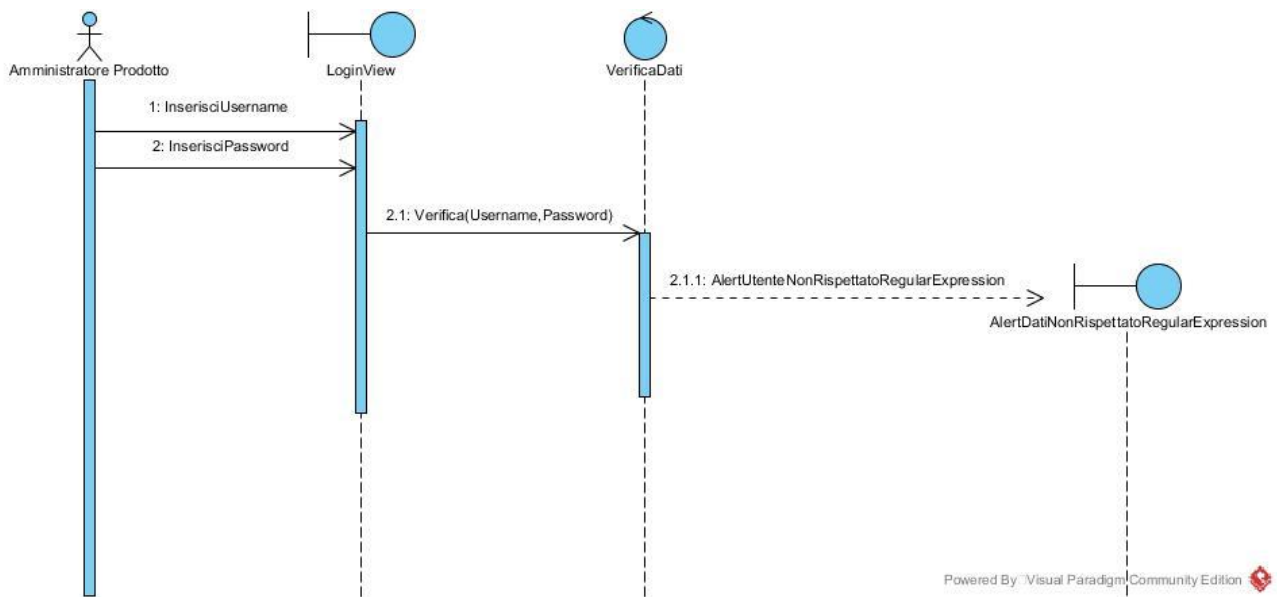 Amministratore Prodotto
LoginView
VerificaDati
1: InserisciUsername
2: InserisciPassword
2.1: Verifica(Username,Password)
2.1.1: AlertUtenteNonRispettatoRegularExpression
AlertDatiNonRispettatoRegularExpression
Powered By Visual Paradigm Community Edition